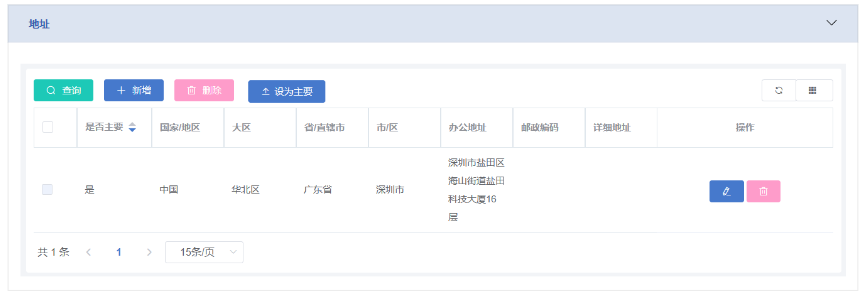 地址
查询 新增 删除 设为主要
是否主要 国家/地区 大区 省/直辖市 市/区 办公地址 邮政编码 详细地址 操作
是 中国 华北区 广东省 深圳市 深圳市盐田区
海山街道盐田
科技大厦16
层
共 1 条 1 15条/页